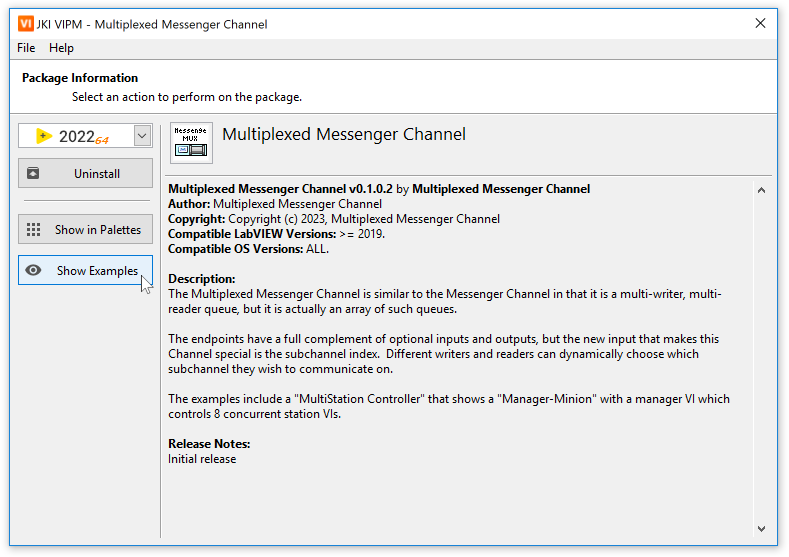 VI JKI VIPM - Multiplexed Messenger Channel
File Help
Package Information
Select an action to perform on the package.
2022 64
Uninstall
Show in Palettes
Show Examples
Messenge
MUX
Multiplexed Messenger Channel
Multiplexed Messenger Channel v0.1.0.2 by Multiplexed Messenger Channel
Author: Multiplexed Messenger Channel
Copyright: Copyright (c) 2023, Multiplexed Messenger Channel
Compatible LabVIEW Versions: >= 2019.
Compatible OS Versions: ALL.
Description:
The Multiplexed Messenger Channel is similar to the Messenger Channel in that it is a multi-writer, multi-
reader queue, but it is actually an array of such queues.
The endpoints have a full complement of optional inputs and outputs, but the new input that makes this
Channel special is the subchannel index.  Different writers and readers can dynamically choose which
subchannel they wish to communicate on.
The examples include a "MultiStation Controller" that shows a "Manager-Minion" with a manager VI which
controls 8 concurrent station VIs.
Release Notes:
Initial release